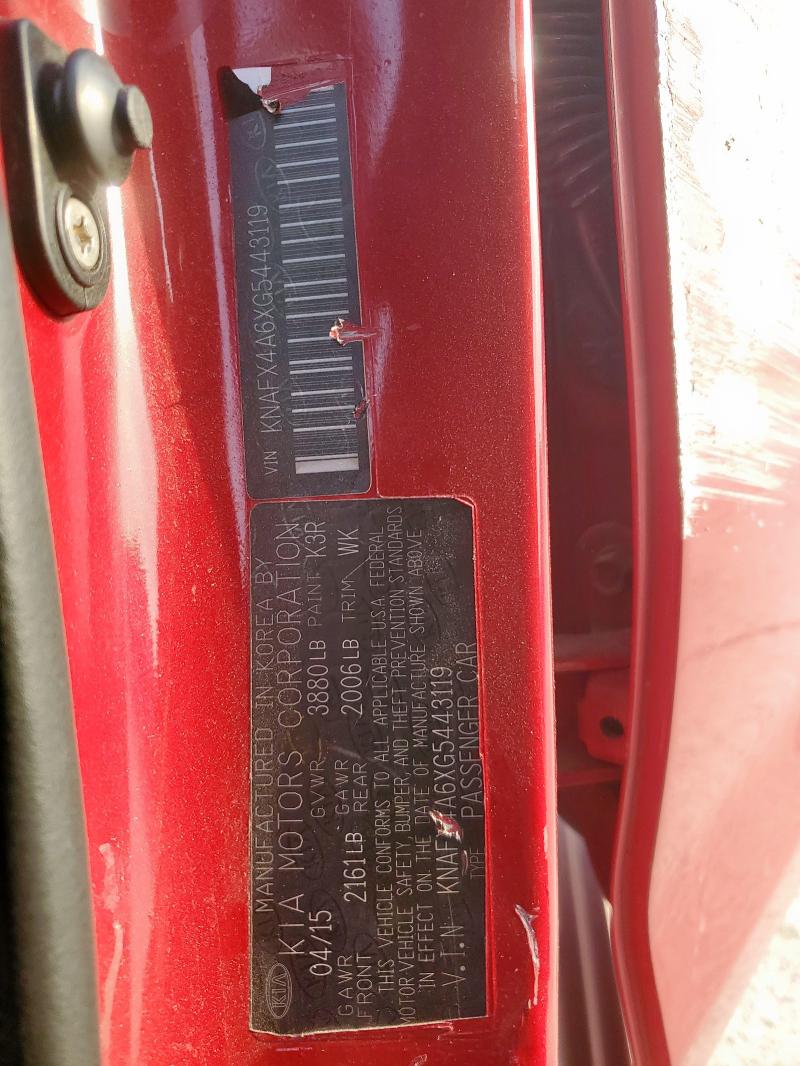 VIN KNAFX4A6XG5443119
MANUFACTURED IN KOREA BY
KIA KIA MOTORS CORPORATION
04/15 GVWR 3880LB PAINT K3R
GAWR FRONT 2161LB GAWR REAR 2006LB TRIM WK
THIS VEHICLE CONFORMS TO ALL APPLICABLE U.S.A. FEDERAL
MOTOR VEHICLE SAFETY, BUMPER, AND THEFT PREVENTION STANDARDS
IN EFFECT ON THE DATE OF MANUFACTURE SHOWN ABOVE
V.I.N KNAF A6XG5443119
TYPE PASSENGER CAR